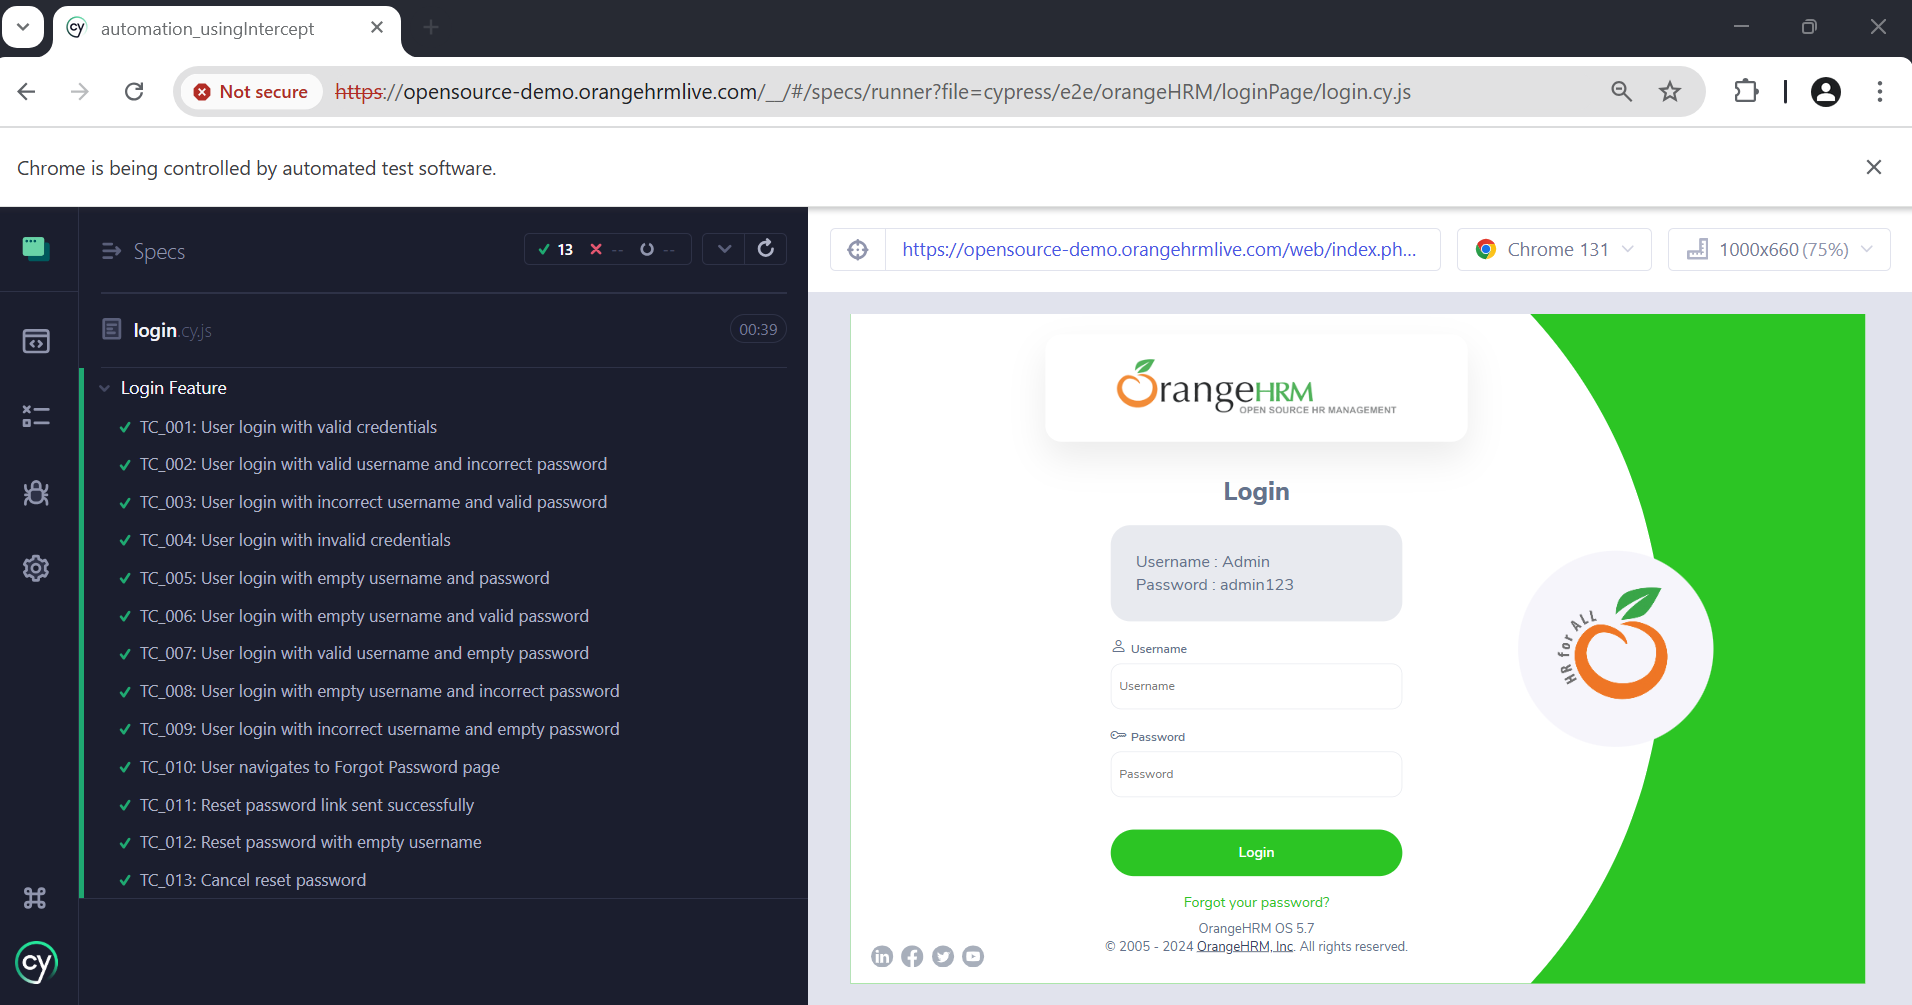 automation_usingIntercept
Not secure https://opensource-demo.orangehrmlive.com/__/#/specs/runner?file=cypress/e2e/orangeHRM/loginPage/login.cy.js
Chrome is being controlled by automated test software.
Specs
13 -- --
login.cy.js
00:39
Login Feature
TC_001: User login with valid credentials
TC_002: User login with valid username and incorrect password
TC_003: User login with incorrect username and valid password
TC_004: User login with invalid credentials
TC_005: User login with empty username and password
TC_006: User login with empty username and valid password
TC_007: User login with valid username and empty password
TC_008: User login with empty username and incorrect password
TC_009: User login with incorrect username and empty password
TC_010: User navigates to Forgot Password page
TC_011: Reset password link sent successfully
TC_012: Reset password with empty username
TC_013: Cancel reset password
cy
https://opensource-demo.orangehrmlive.com/web/index.ph...
Chrome 131
1000x660 (75%)
OrangeHRM
OPEN SOURCE HR MANAGEMENT
Login
Username : Admin
Password : admin123
Username
Username
Password
Password
Login
Forgot your password?
OrangeHRM OS 5.7
© 2005 - 2024 OrangeHRM, Inc. All rights reserved.
HR for ALL